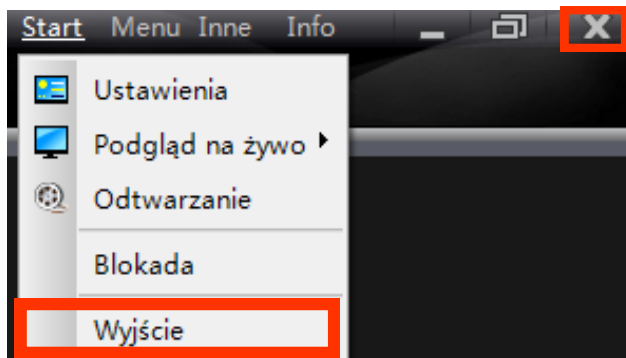 Start Menu Inne Info
Ustawienia
Podgląd na żywo
Odtwarzanie
Blokada
Wyjście